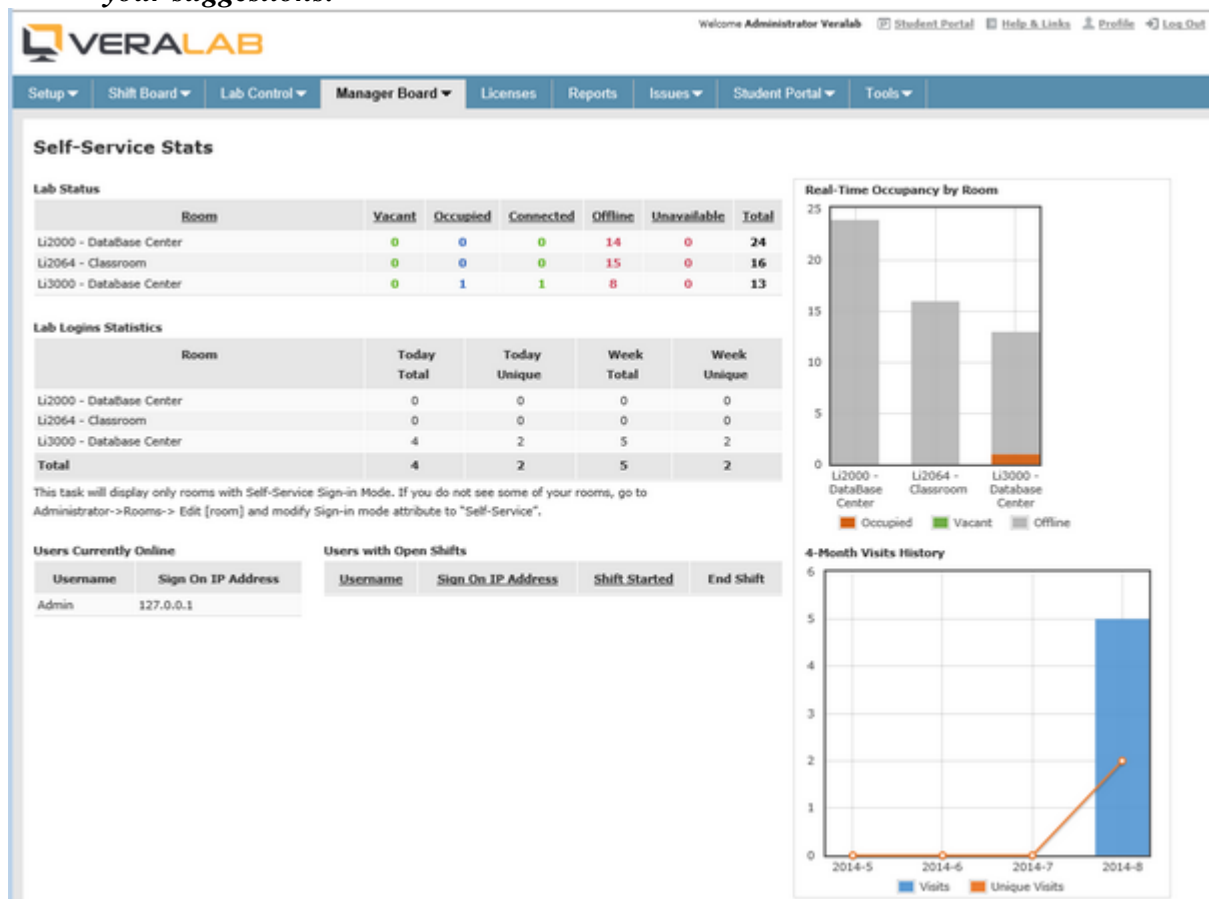 your suggestions.
VERALAB
Welcome Administrator Veralab Student Portal Help & Links Profile Log Out
Setup Shift Board Lab Control Manager Board Licenses Reports Issues Student Portal Tools
Self-Service Stats
Lab Status
Room Vacant Occupied Connected Offline Unavailable Total
Li2000 - DataBase Center 0 0 0 14 0 24
Li2064 - Classroom 0 0 0 15 0 16
Li3000 - Database Center 0 1 1 8 0 13
Lab Logins Statistics
Room Today Total Today Unique Week Total Week Unique
Li2000 - DataBase Center 0 0 0 0
Li2064 - Classroom 0 0 0 0
Li3000 - Database Center 4 2 5 2
Total 4 2 5 2
This task will display only rooms with Self-Service Sign-in Mode. If you do not see some of your rooms, go to
Administrator->Rooms-> Edit [room] and modify Sign-in mode attribute to "Self-Service".
Users Currently Online
Username Sign On IP Address
Admin 127.0.0.1
Users with Open Shifts
Username Sign On IP Address Shift Started End Shift
Real-Time Occupancy by Room
25
20
15
10
5
0
Li2000 - DataBase Center
Li2064 - Classroom
Li3000 - Database Center
Occupied Vacant Offline
4-Month Visits History
6
5
4
3
2
1
0
2014-5 2014-6 2014-7 2014-8
Visits Unique Visits